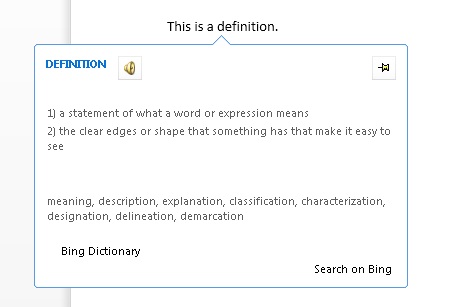 This is a definition.
DEFINITION
1) a statement of what a word or expression means
2) the clear edges or shape that something has that make it easy to
see
meaning, description, explanation, classification, characterization,
designation, delineation, demarcation
Bing Dictionary
Search on Bing